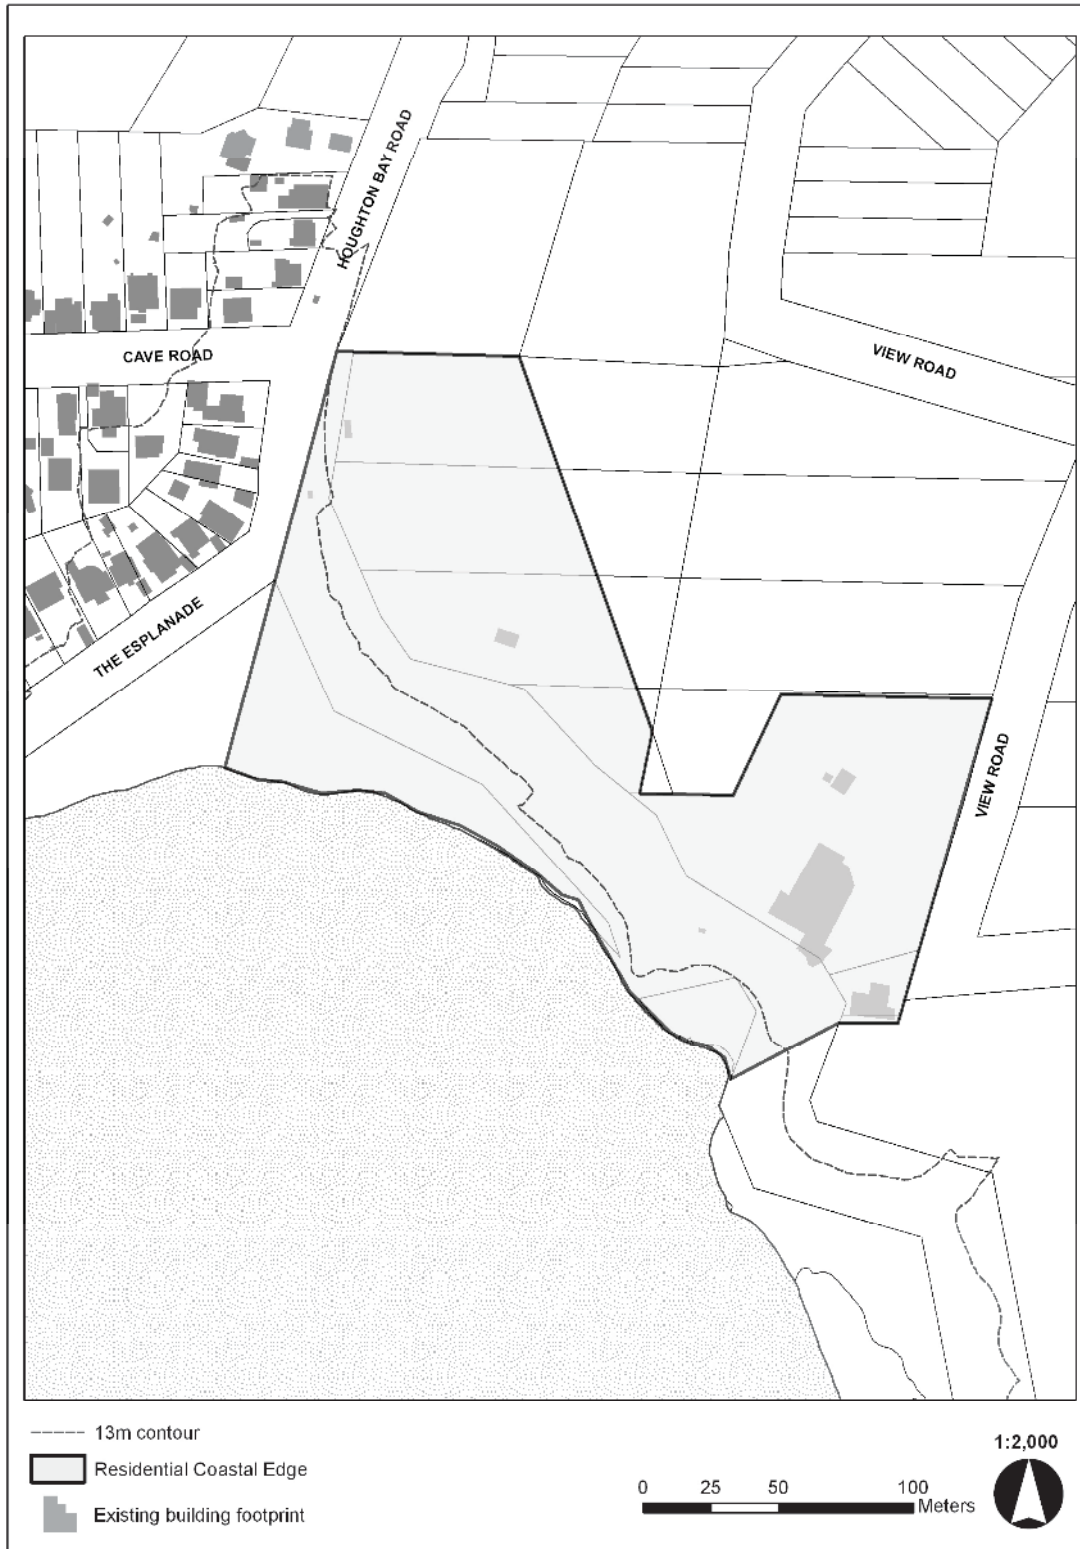 HOUGHTON BAY ROAD
CAVE ROAD
VIEW ROAD
THE ESPLANADE
VIEW ROAD
13m contour
Residential Coastal Edge
Existing building footprint
0 25 50 100
Meters
1:2,000